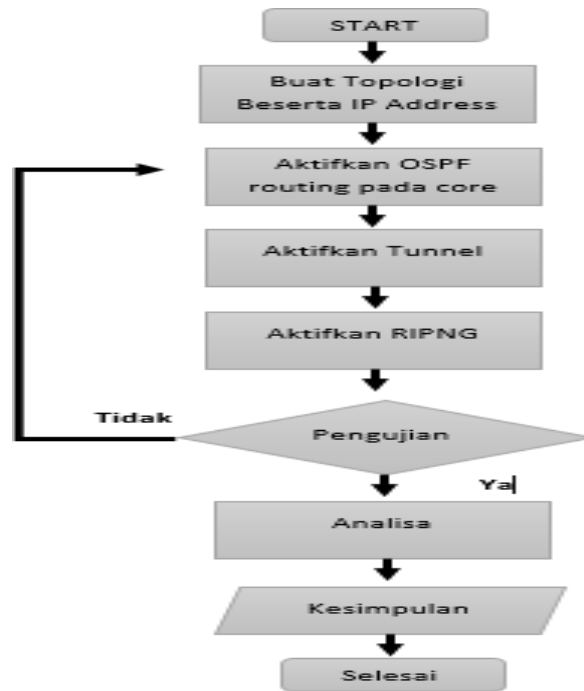 START
Buat Topologi
Beserta IP Address
Aktifkan OSPF
routing pada core
Aktifkan Tunnel
Aktifkan RIPNG
Tidak
Pengujian
Ya
Analisa
Kesimpulan
Selesai